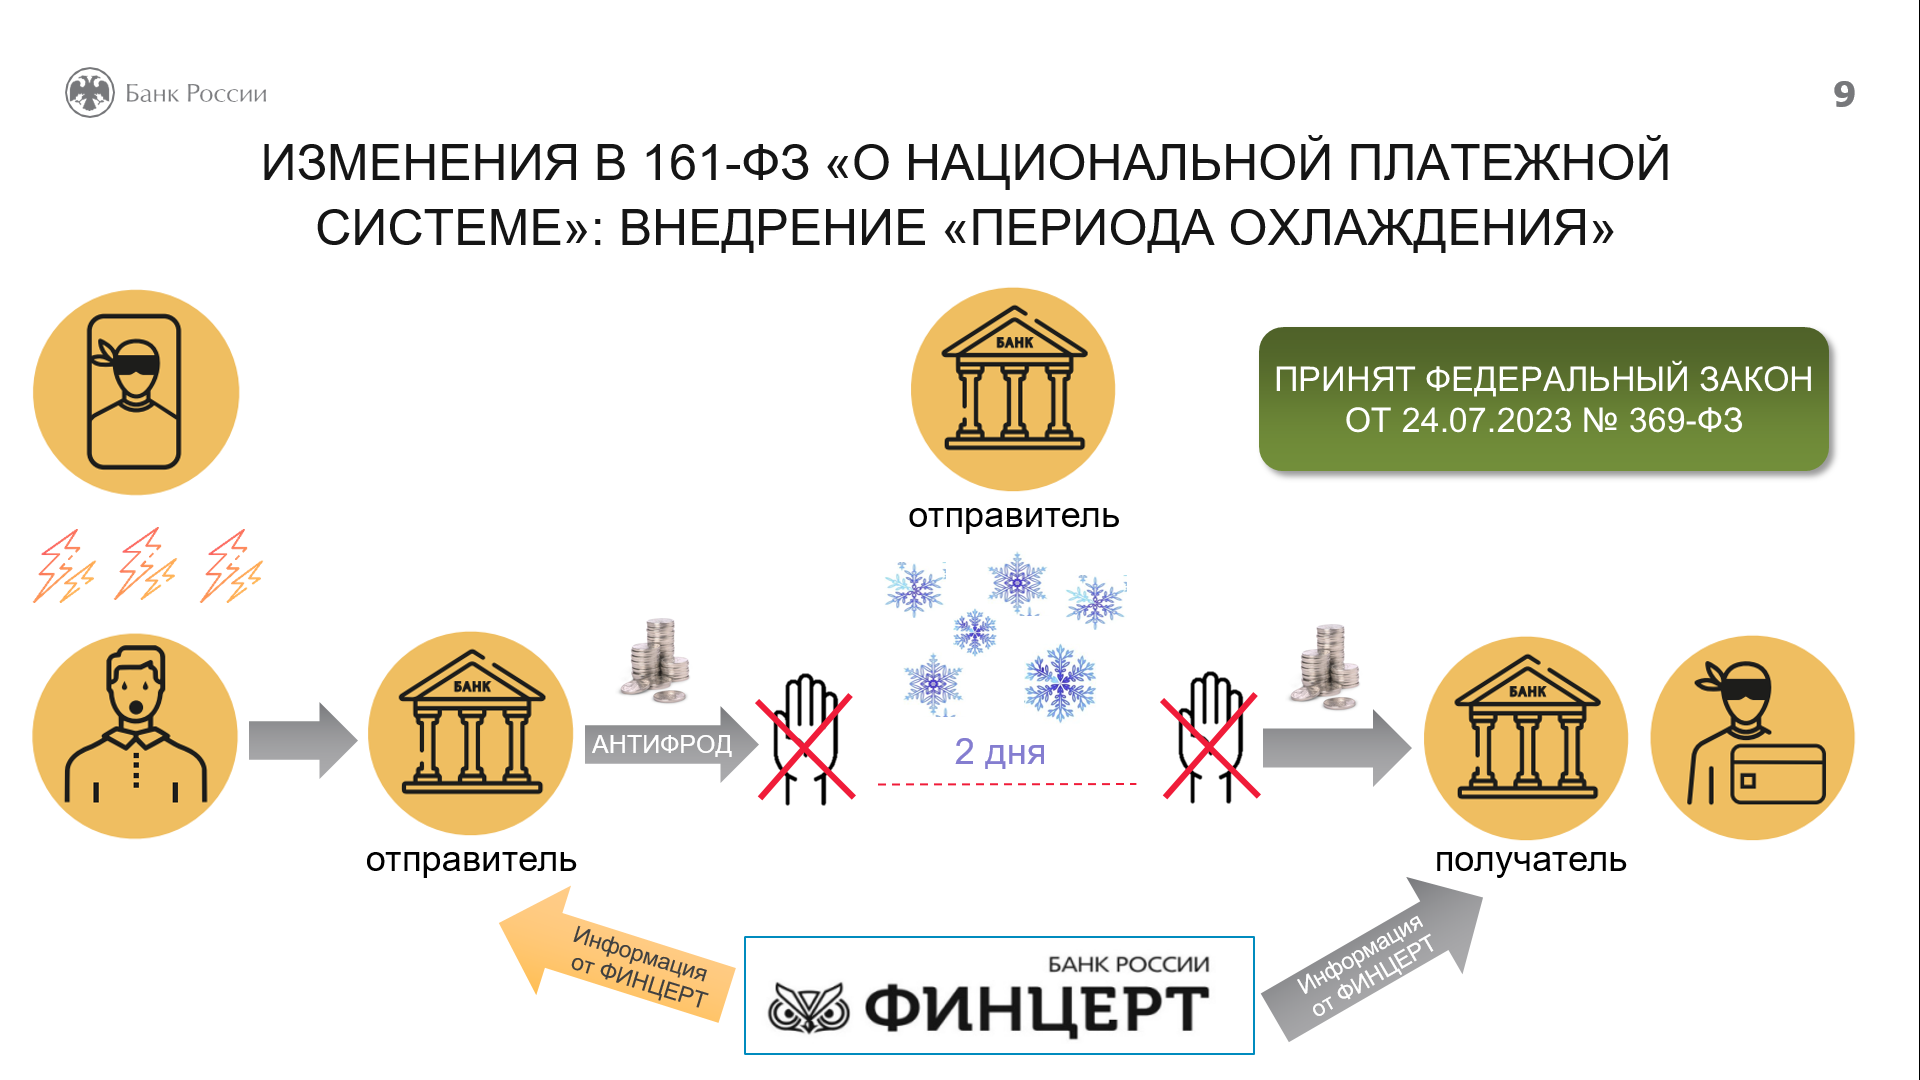 Банк России
9
ИЗМЕНЕНИЯ В 161-ФЗ «О НАЦИОНАЛЬНОЙ ПЛАТЕЖНОЙ
СИСТЕМЕ»: ВНЕДРЕНИЕ «ПЕРИОДА ОХЛАЖДЕНИЯ»
БАНК
отправитель
ПРИНЯТ ФЕДЕРАЛЬНЫЙ ЗАКОН
ОТ 24.07.2023 № 369-ФЗ
БАНК
отправитель
АНТИФРОД
2 дня
БАНК
получатель
Информация
от ФИНЦЕРТ
БАНК РОССИИ
ФИНЦЕРТ
Информация
от ФИНЦЕРТ